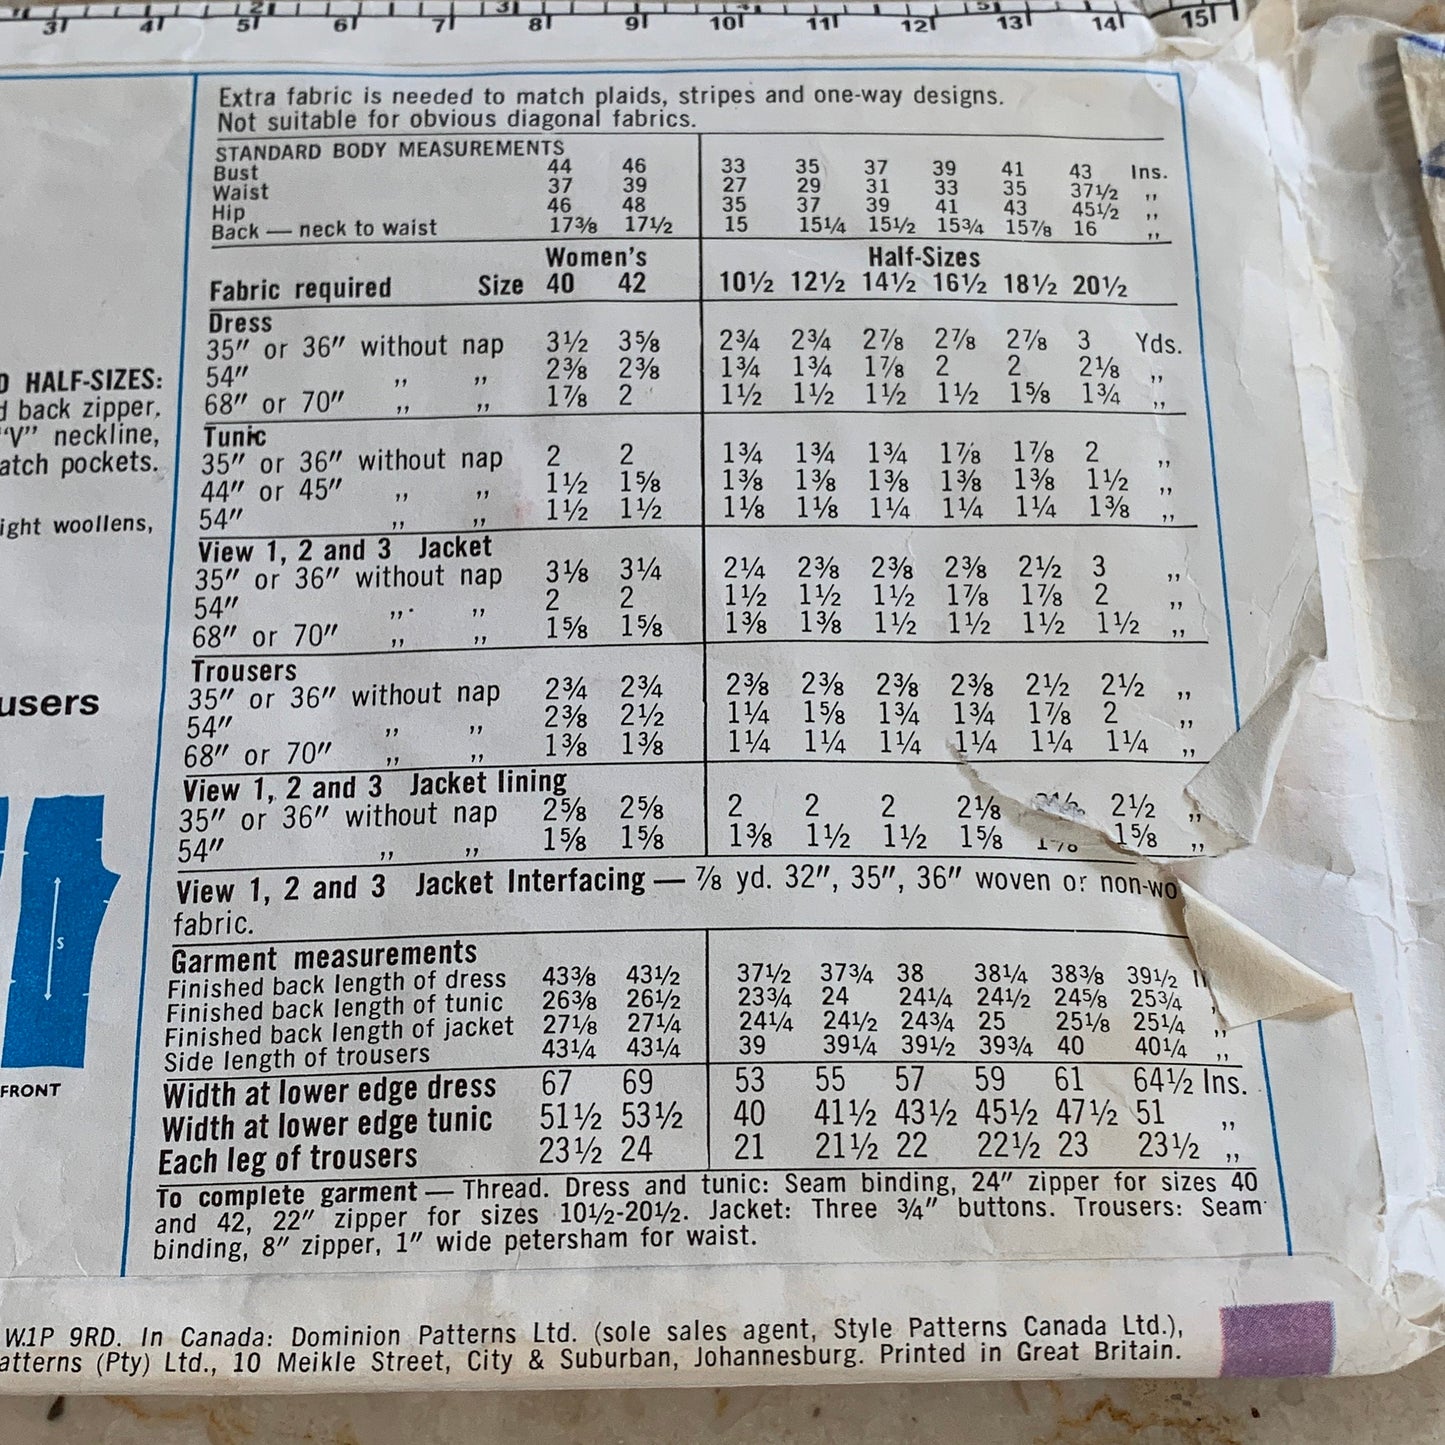 3 4 5 6 7 8 9 10 11 12 13 14 15
Extra fabric is needed to match plaids, stripes and one-way designs.
Not suitable for obvious diagonal fabrics.
STANDARD BODY MEASUREMENTS
Bust 44 46 33 35 37 39 41 43 Ins.
Waist 37 39 27 29 31 33 35 37½ ,,
Hip 46 48 35 37 39 41 43 45½ ,,
Back — neck to waist 17⅜ 17½ 15 15¼ 15½ 15¾ 15⅞ 16 ,,
Women's Half-Sizes
Fabric required Size 40 42 10½ 12½ 14½ 16½ 18½ 20½
Dress
35" or 36" without nap 3½ 3⅝ 2¾ 2¾ 2⅞ 2⅞ 2⅞ 3 Yds.
54" ,, ,, 2⅜ 2⅜ 1¾ 1¾ 1⅞ 2 2 2⅛ ,,
68" or 70" ,, ,, 1⅞ 2 1½ 1½ 1½ 1½ 1⅝ 1¾ ,,
Tunic
35" or 36" without nap 2 2 1¾ 1¾ 1¾ 1⅞ 1⅞ 2 ,,
44" or 45" ,, ,, 1½ 1⅝ 1⅜ 1⅜ 1⅜ 1⅜ 1⅜ 1½ ,,
54" ,, ,, 1½ 1½ 1⅛ 1⅛ 1¼ 1¼ 1¼ 1⅜ ,,
View 1, 2 and 3 Jacket
35" or 36" without nap 3⅛ 3¼ 2¼ 2⅜ 2⅜ 2⅜ 2½ 3 ,,
54" ,, ,, 2 2 1½ 1½ 1½ 1⅞ 1⅞ 2 ,,
68" or 70" ,, ,, 1⅝ 1⅝ 1⅜ 1⅜ 1½ 1½ 1½ 1½ ,,
Trousers
35" or 36" without nap 2¾ 2¾ 2⅜ 2⅜ 2⅜ 2⅜ 2½ 2½ ,,
54" ,, ,, 2⅜ 2½ 1¼ 1⅝ 1¾ 1¾ 1⅞ 2 ,,
68" or 70" ,, ,, 1⅜ 1⅜ 1¼ 1¼ 1¼ 1¼ 1¼ 1¼ ,,
View 1, 2 and 3 Jacket lining
35" or 36" without nap 2⅝ 2⅝ 2 2 2 2⅛ 2½ ,,
54" ,, ,, 1⅝ 1⅝ 1⅜ 1½ 1½ 1⅝ 1⅝ ,,
View 1, 2 and 3 Jacket Interfacing — ⅞ yd. 32", 35", 36" woven or non-wo
fabric.
Garment measurements
Finished back length of dress 43⅜ 43½ 37½ 37¾ 38 38¼ 38⅜ 39½
Finished back length of tunic 26⅜ 26½ 23¾ 24 24¼ 24½ 24⅝ 25¾
Finished back length of jacket 27⅛ 27¼ 24¼ 24½ 24¾ 25 25⅛ 25¼ ,,
Side length of trousers 43¼ 43¼ 39 39¼ 39½ 39¾ 40 40¼ ,,
Width at lower edge dress 67 69 53 55 57 59 61 64½ Ins.
Width at lower edge tunic 51½ 53½ 40 41½ 43½ 45½ 47½ 51 ,,
Each leg of trousers 23½ 24 21 21½ 22 22½ 23 23½ ,,
To complete garment — Thread. Dress and tunic: Seam binding, 24" zipper for sizes 40
and 42, 22" zipper for sizes 10½-20½. Jacket: Three ¾" buttons. Trousers: Seam
binding, 8" zipper, 1" wide petersham for waist.
HALF-SIZES:
back zipper,
"V" neckline,
atch pockets.
ight woollens,
users
S
FRONT
W.1P 9RD. In Canada: Dominion Patterns Ltd. (sole sales agent, Style Patterns Canada Ltd.),
atterns (Pty) Ltd., 10 Meikle Street, City & Suburban, Johannesburg. Printed in Great Britain.